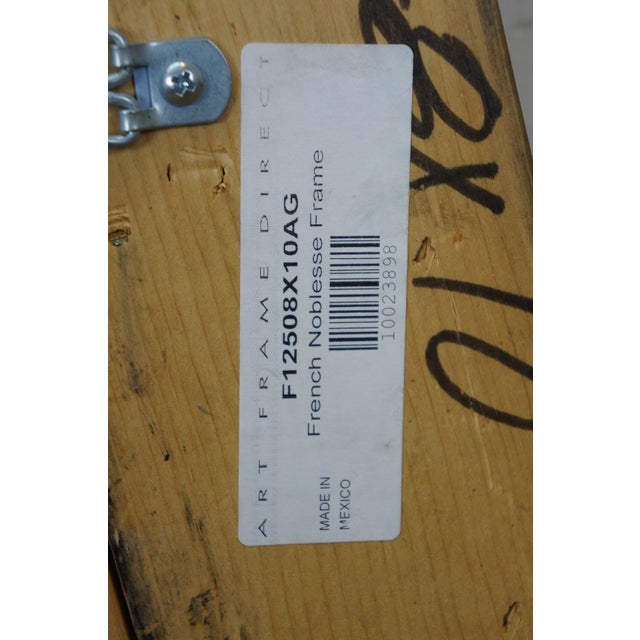 ART FRAME DIRECT
F12508X10AG
French Noblesse Frame
10023898
MADE IN
MEXICO
8x10